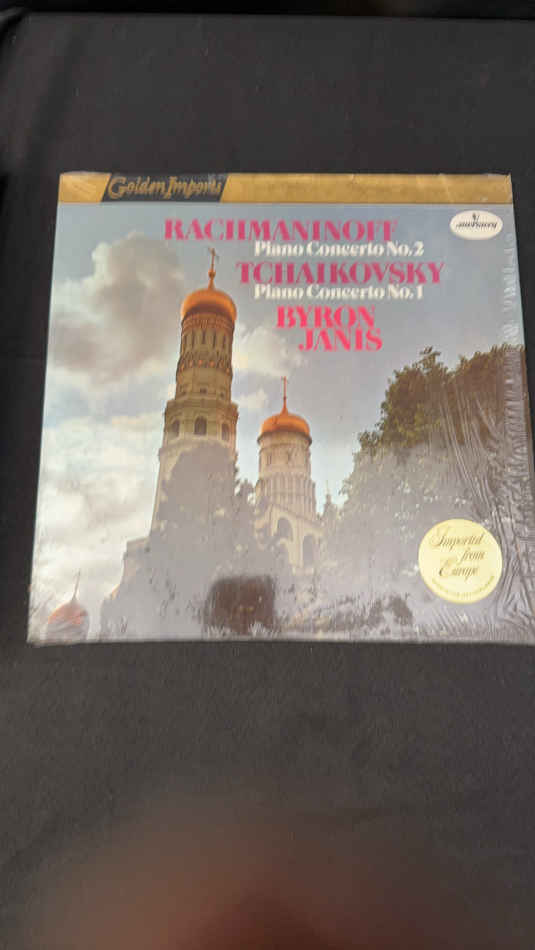 Golden Imports
mercury
RACHMANINOFF
Piano Concerto No. 2
TCHAIKOVSKY
Piano Concerto No. 1
BYRON
JANIS
Imported
from
Europe